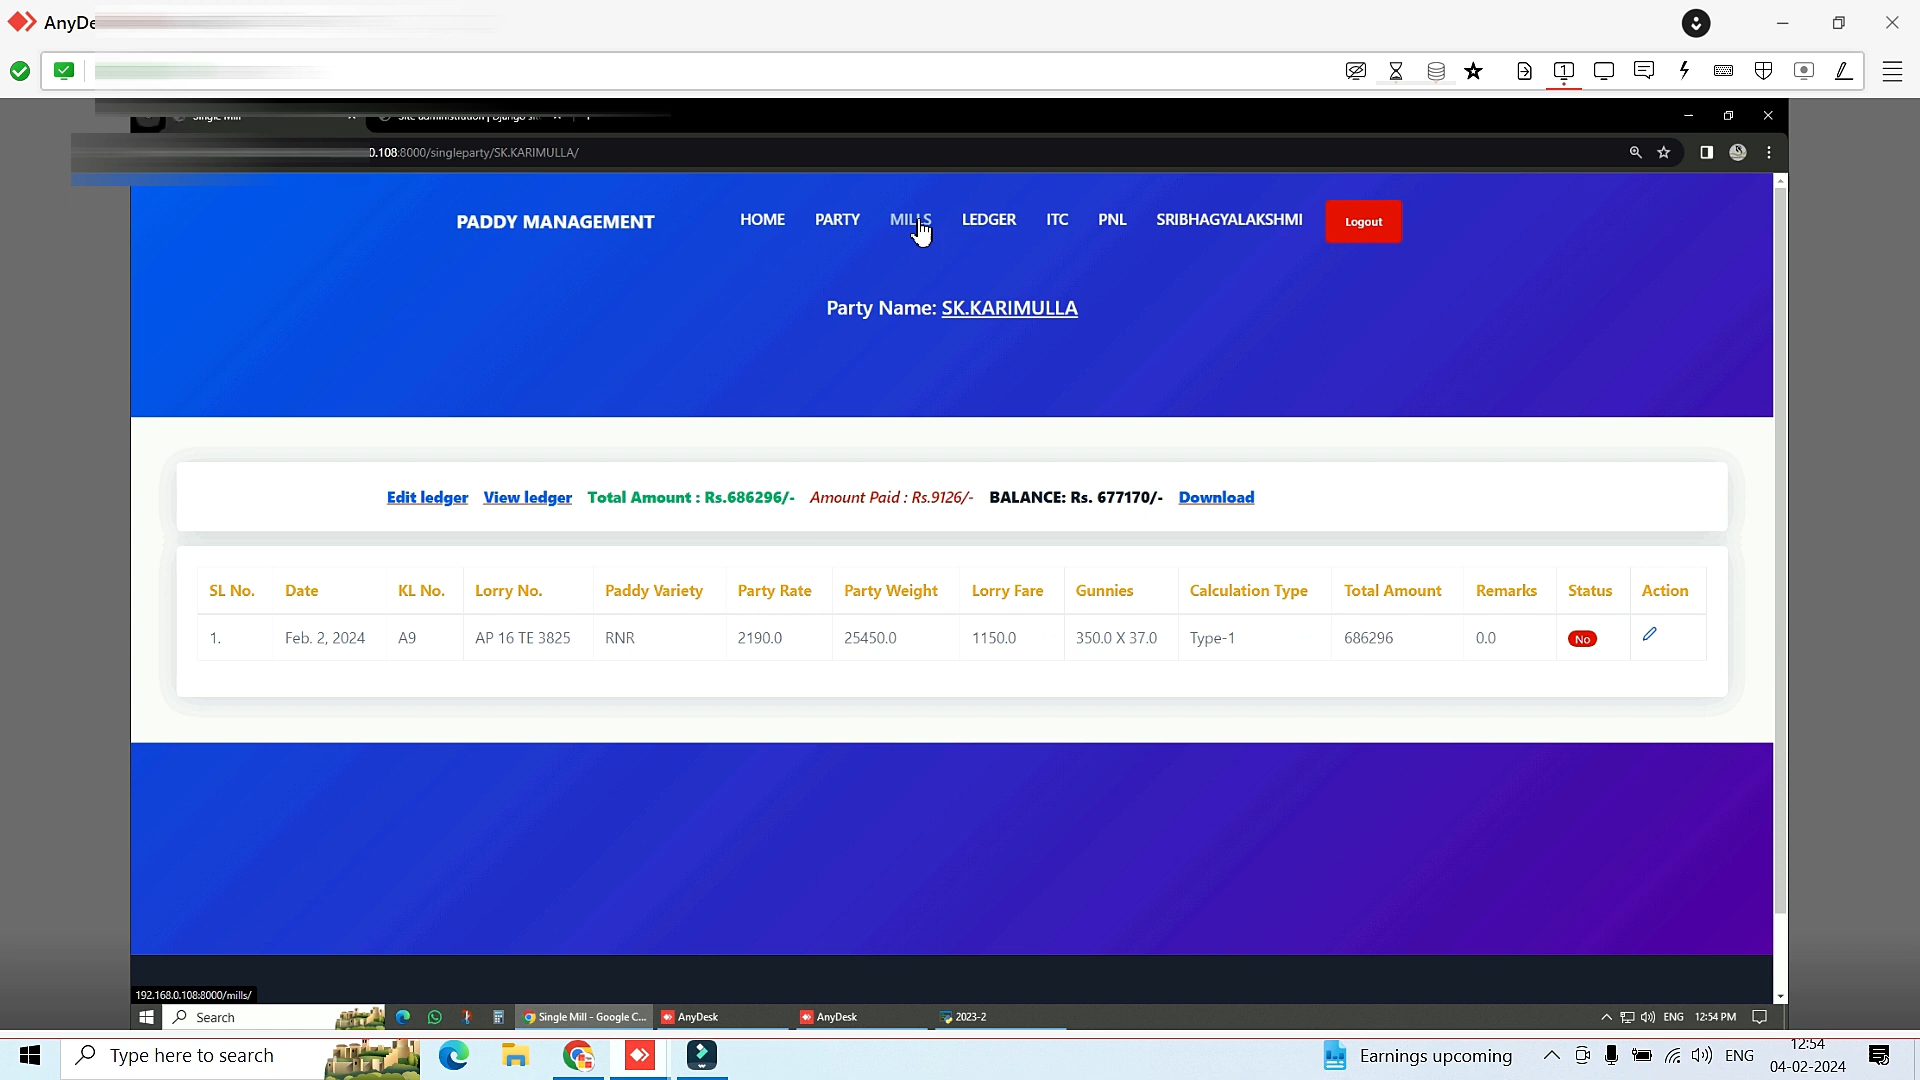 AnyDe
Single Mill
Site administration | Django si
0.108:8000/singleparty/SK.KARIMULLA/
PADDY MANAGEMENT HOME PARTY MILLS LEDGER ITC PNL SRIBHAGYALAKSHMI Logout
Party Name: SK.KARIMULLA
Edit ledger View ledger Total Amount : Rs.686296/- Amount Paid : Rs.9126/- BALANCE: Rs. 677170/- Download
SL No. Date KL No. Lorry No. Paddy Variety Party Rate Party Weight Lorry Fare Gunnies Calculation Type Total Amount Remarks Status Action
1. Feb. 2, 2024 A9 AP 16 TE 3825 RNR 2190.0 25450.0 1150.0 350.0 X 37.0 Type-1 686296 0.0 No
192.168.0.108:8000/mills/
Search Single Mill - Google C... AnyDesk AnyDesk 2023-2 ENG 12:54 PM
Type here to search Earnings upcoming ENG 12:54
04-02-2024